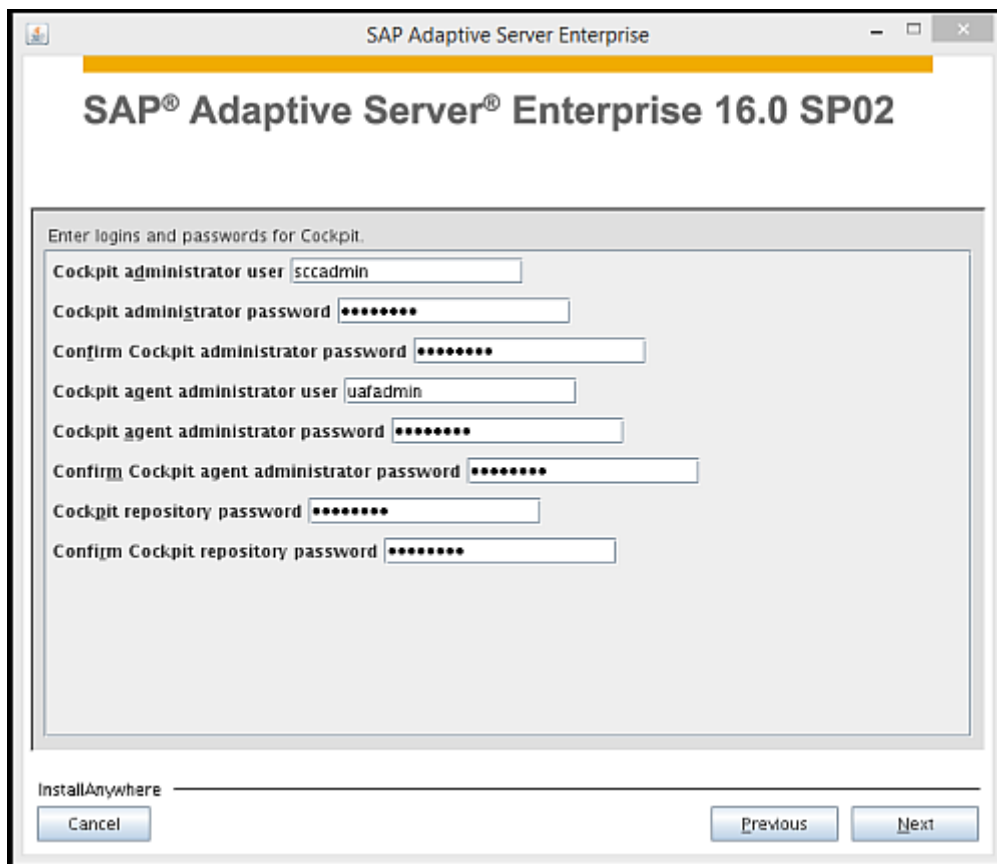 SAP Adaptive Server Enterprise
SAP® Adaptive Server® Enterprise 16.0 SP02
Enter logins and passwords for Cockpit.
Cockpit administrator user sccadmin
Cockpit administrator password ••••••••
Confirm Cockpit administrator password ••••••••
Cockpit agent administrator user uafadmin
Cockpit agent administrator password ••••••••
Confirm Cockpit agent administrator password ••••••••
Cockpit repository password ••••••••
Confirm Cockpit repository password ••••••••
InstallAnywhere
Cancel Previous Next